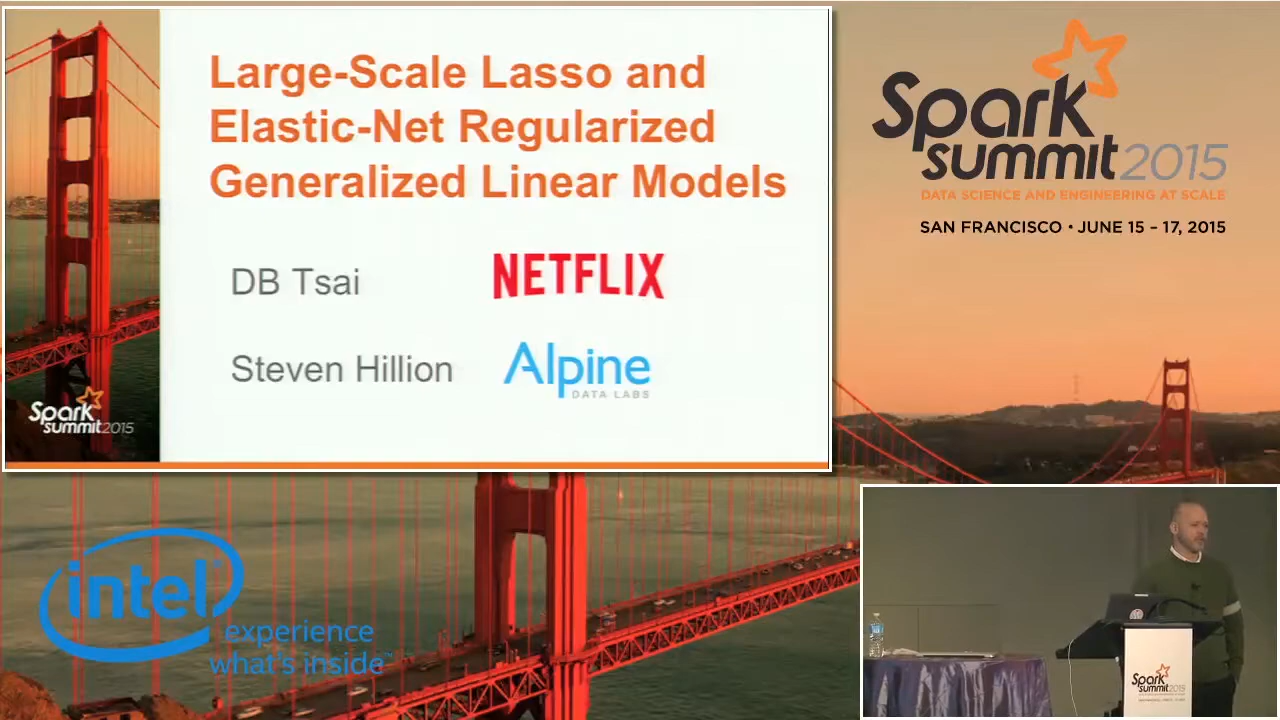 Large-Scale Lasso and
Elastic-Net Regularized
Generalized Linear Models
DB Tsai
NETFLIX
Steven Hillion
Alpine
DATA LABS
Spark
summit2015
Spark
summit2015
DATA SCIENCE AND ENGINEERING AT SCALE
SAN FRANCISCO • JUNE 15 – 17, 2015
intel®
experience
what's inside™
Spark
summit2015